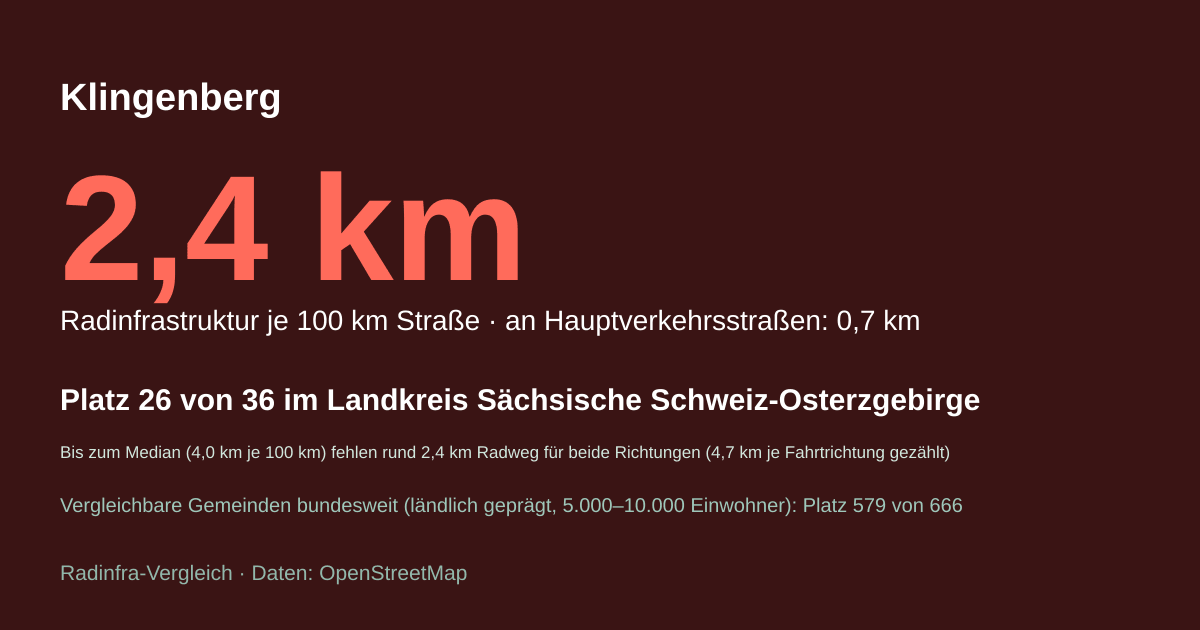 Klingenberg
2,4 km
Radinfrastruktur je 100 km Straße · an Hauptverkehrsstraßen: 0,7 km
Platz 26 von 36 im Landkreis Sächsische Schweiz-Osterzgebirge
Bis zum Median (4,0 km je 100 km) fehlen rund 2,4 km Radweg für beide Richtungen (4,7 km je Fahrtrichtung gezählt)
Vergleichbare Gemeinden bundesweit (ländlich geprägt, 5.000–10.000 Einwohner): Platz 579 von 666
Radinfra-Vergleich · Daten: OpenStreetMap